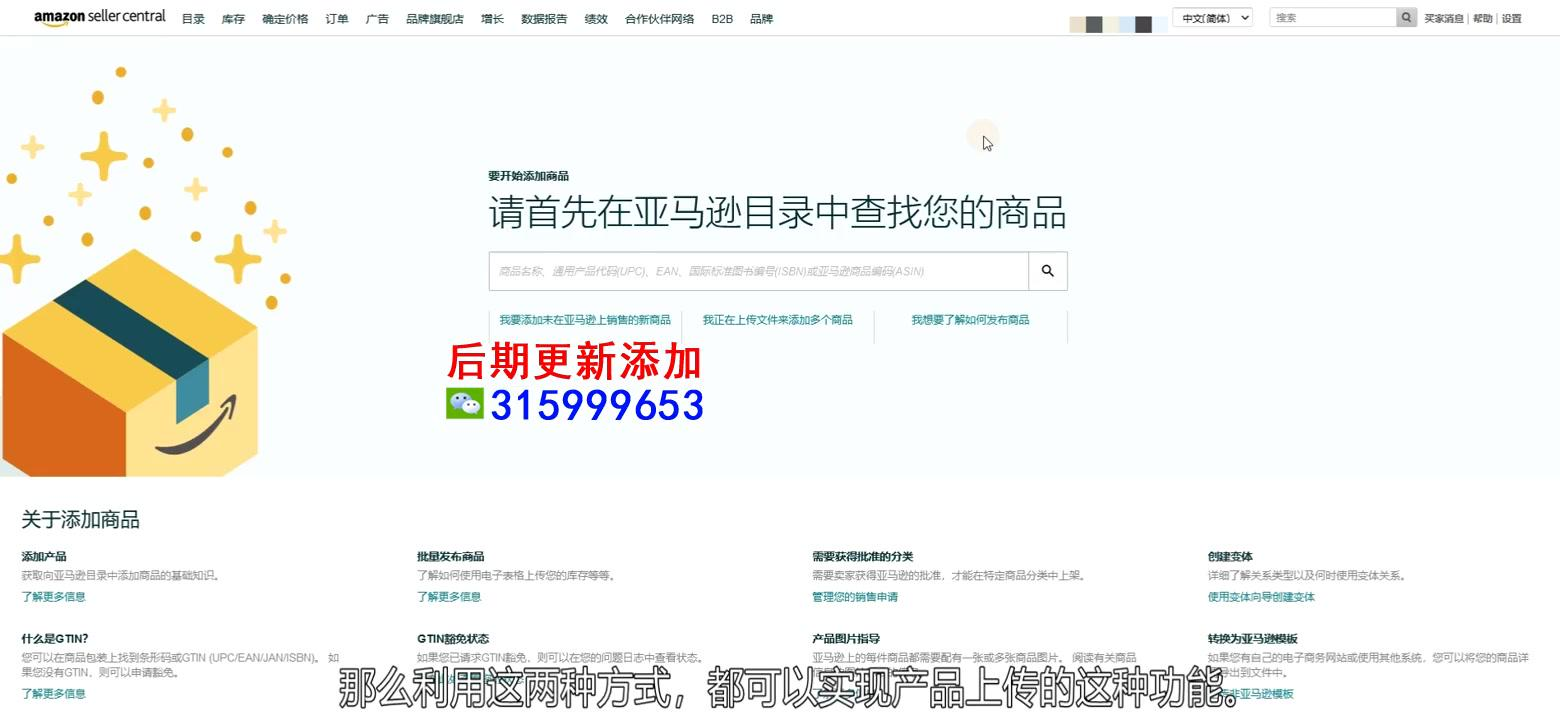 amazon seller central 目录 库存 确定价格 订单 广告 品牌旗舰店 增长 数据报告 绩效 合作伙伴网络 B2B 品牌 中文(简体) 搜索 买家消息 | 帮助 | 设置
要开始添加商品
请首先在亚马逊目录中查找您的商品
商品名称、通用产品代码(UPC)、EAN、国际标准图书编号(ISBN)或亚马逊商品编码(ASIN)
我要添加未在亚马逊上销售的新商品 我正在上传文件来添加多个商品 我想要了解如何发布商品
后期更新添加
315999653
关于添加商品
添加产品 批量发布商品 需要获得批准的分类 创建变体
获取向亚马逊目录中添加商品的基础知识。 了解如何使用电子表格上传您的库存等等。 需要卖家获得亚马逊的批准，才能在特定商品分类中上架。 详细了解关系类型以及何时使用变体关系。
了解更多信息 了解更多信息 管理您的销售申请 使用变体向导创建变体
什么是GTIN? GTIN豁免状态 产品图片指导 转换为亚马逊模板
您可以在商品包装上找到条形码或GTIN (UPC/EAN/JAN/ISBN)。 如 如果您已请求GTIN豁免，则可以在您的问题日志中查看状态。 亚马逊上的每件商品都需要配有一张或多张商品图片。 阅读有关商品 如果您有自己的电子商务网站或使用其他系统，您可以将您的商品详
果您没有GTIN，则可以申请豁免。 导出到文件中。
了解更多信息 非亚马逊模板
那么利用这两种方式，都可以实现产品上传的这种功能。